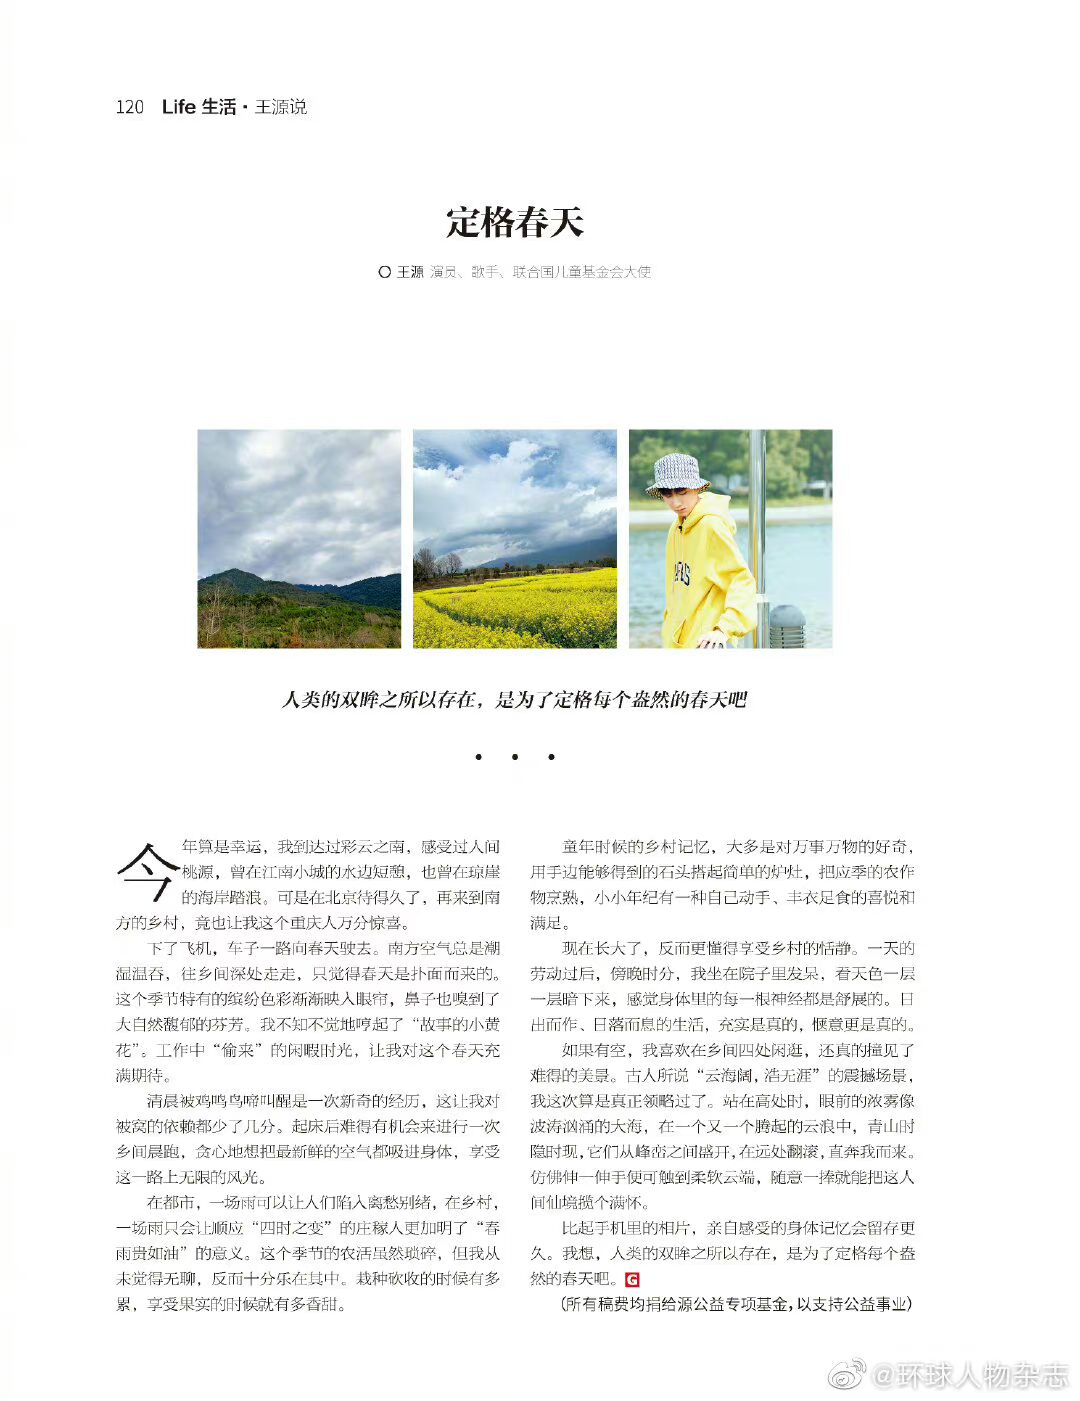 120 Life 生活·王源说
定格春天
王源 演员、歌手、联合国儿童基金会大使
人类的双眸之所以存在，是为了定格每个盎然的春天吧
今年算是幸运，我到达过彩云之南，感受过人间
桃源，曾在江南小城的水边短憩，也曾在琼崖
的海岸踏浪。可是在北京待得久了，再来到南
方的乡村，竟也让我这个重庆人万分惊喜。
下了飞机，车子一路向春天驶去。南方空气总是潮
湿温吞，往乡间深处走走，只觉得春天是扑面而来的。
这个季节特有的缤纷色彩渐渐映入眼帘，鼻子也嗅到了
大自然馥郁的芬芳。我不知不觉地哼起了“故事的小黄
花”。工作中“偷来”的闲暇时光，让我对这个春天充
满期待。
清晨被鸡鸣鸟啼叫醒是一次新奇的经历，这让我对
被窝的依赖都少了几分。起床后难得有机会来进行一次
乡间晨跑，贪心地想把最新鲜的空气都吸进身体，享受
这一路上无限的风光。
在都市，一场雨可以让人们陷入离愁别绪，在乡村，
一场雨只会让顺应“四时之变”的庄稼人更加明了“春
雨贵如油”的意义。这个季节的农活虽然琐碎，但我从
未觉得无聊，反而十分乐在其中。栽种砍收的时候有多
累，享受果实的时候就有多香甜。
童年时候的乡村记忆，大多是对万事万物的好奇，
用手边能够得到的石头搭起简单的炉灶，把应季的农作
物烹熟，小小年纪有一种自己动手、丰衣足食的喜悦和
满足。
现在长大了，反而更懂得享受乡村的恬静。一天的
劳动过后，傍晚时分，我坐在院子里发呆，看天色一层
一层暗下来，感觉身体里的每一根神经都是舒展的。日
出而作、日落而息的生活，充实是真的，惬意更是真的。
如果有空，我喜欢在乡间四处闲逛，还真的撞见了
难得的美景。古人所说“云海阔，浩无涯”的震撼场景，
我这次算是真正领略过了。站在高处时，眼前的浓雾像
波涛汹涌的大海，在一个又一个腾起的云浪中，青山时
隐时现，它们从峰峦之间盛开，在远处翻滚，直奔我而来。
仿佛伸一伸手便可触到柔软云端，随意一捧就能把这人
间仙境揽个满怀。
比起手机里的相片，亲自感受的身体记忆会留存更
久。我想，人类的双眸之所以存在，是为了定格每个盎
然的春天吧。G
（所有稿费均捐给源公益专项基金，以支持公益事业）
@环球人物杂志